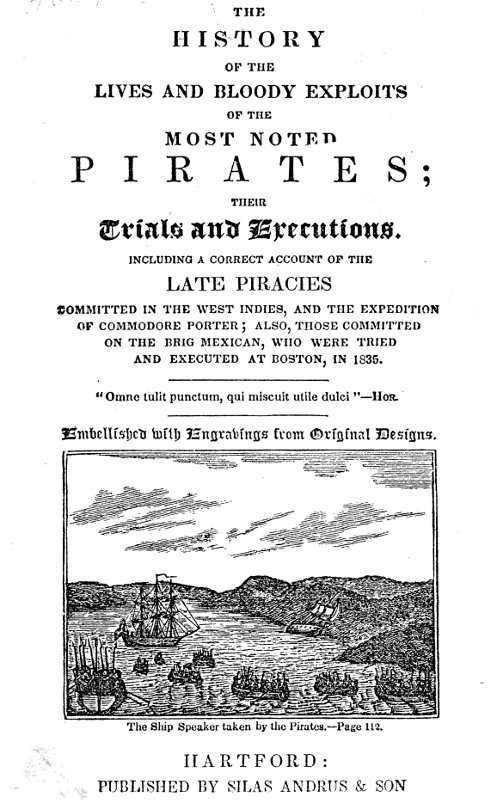 THE
HISTORY
OF THE
LIVES AND BLOODY EXPLOITS
OF THE
MOST NOTED
PIRATES;
THEIR
Trials and Executions.
INCLUDING A CORRECT ACCOUNT OF THE
LATE PIRACIES
COMMITTED IN THE WEST INDIES, AND THE EXPEDITION
OF COMMODORE PORTER; ALSO, THOSE COMMITTED
ON THE BRIG MEXICAN, WHO WERE TRIED
AND EXECUTED AT BOSTON, IN 1835.
"Omne tulit punctum, qui miscuit utile dulci"—HOR.
Embellished with Engravings from Original Designs.
The Ship Speaker taken by the Pirates.—Page 112.
HARTFORD:
PUBLISHED BY SILAS ANDRUS & SON